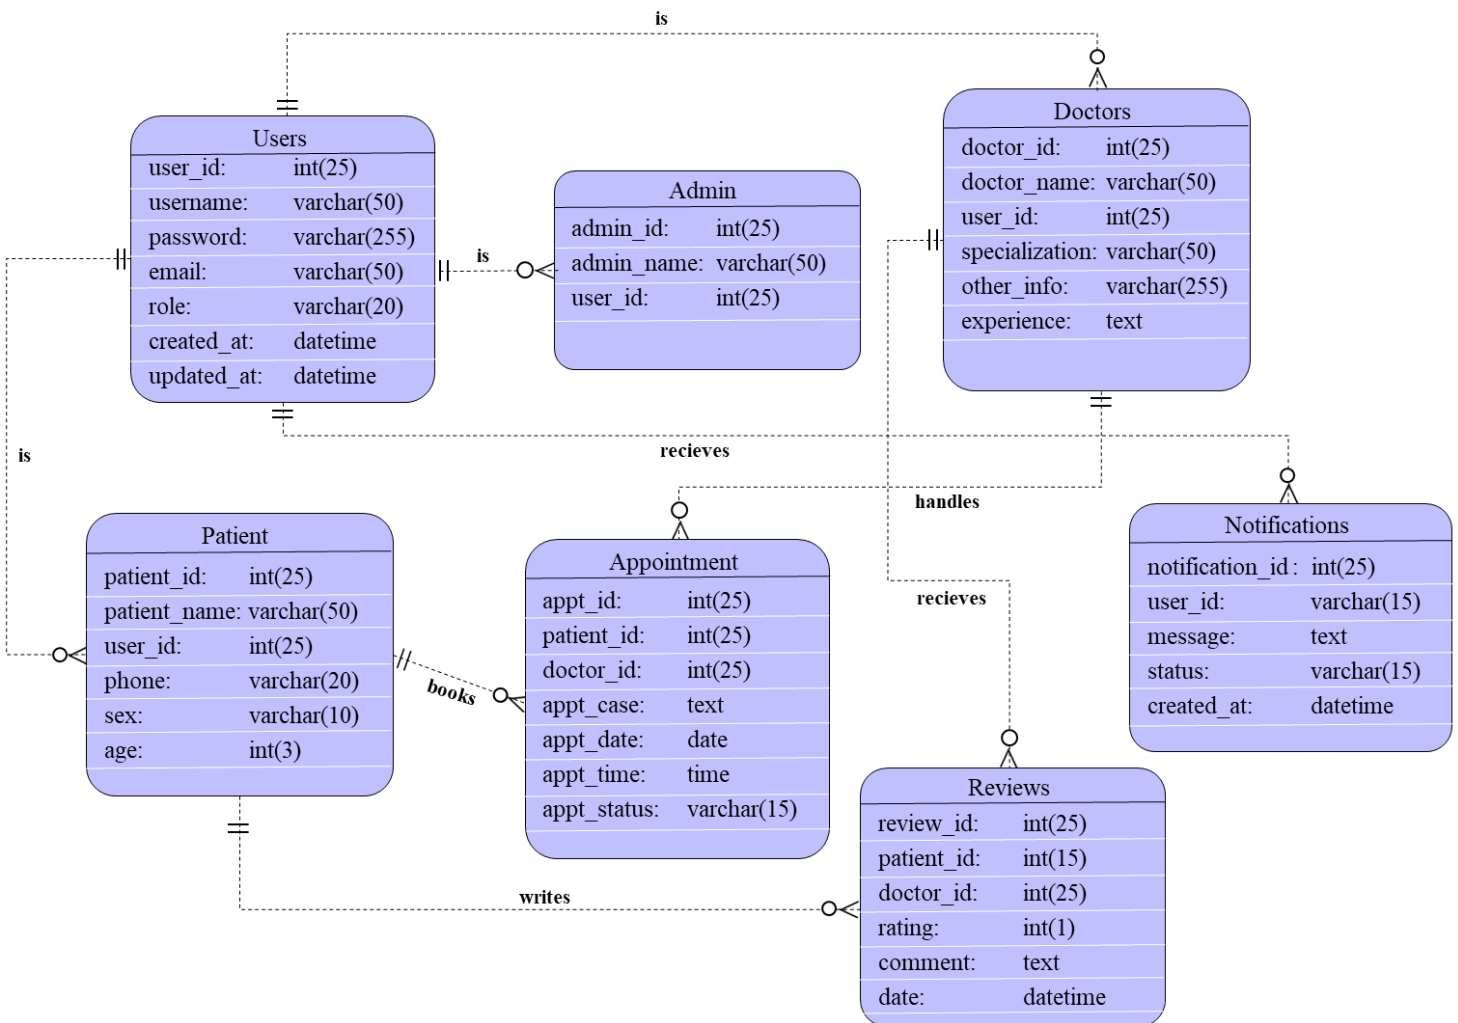 is
Users
user_id: int(25)
username: varchar(50)
password: varchar(255)
email: varchar(50)
role: varchar(20)
created_at: datetime
updated_at: datetime
is
Admin
admin_id: int(25)
admin_name: varchar(50)
user_id: int(25)
Doctors
doctor_id: int(25)
doctor_name: varchar(50)
user_id: int(25)
specialization: varchar(50)
other_info: varchar(255)
experience: text
is
recieves
handles
recieves
Patient
patient_id: int(25)
patient_name: varchar(50)
user_id: int(25)
phone: varchar(20)
sex: varchar(10)
age: int(3)
books
Appointment
appt_id: int(25)
patient_id: int(25)
doctor_id: int(25)
appt_case: text
appt_date: date
appt_time: time
appt_status: varchar(15)
Notifications
notification_id: int(25)
user_id: varchar(15)
message: text
status: varchar(15)
created_at: datetime
writes
Reviews
review_id: int(25)
patient_id: int(15)
doctor_id: int(25)
rating: int(1)
comment: text
date: datetime